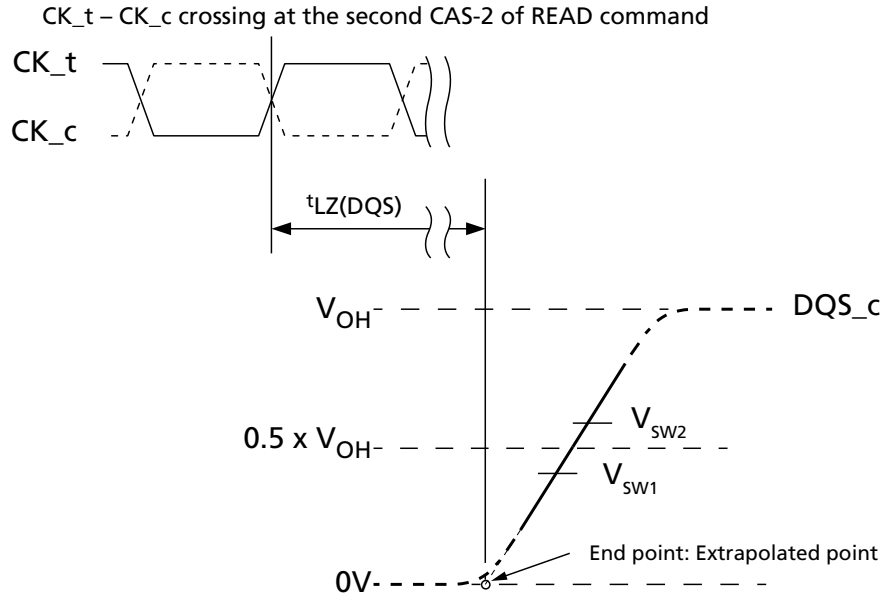 CK_t – CK_c crossing at the second CAS-2 of READ command
CK_t
CK_c
tLZ(DQS)
VOH
DQS_c
0.5 x VOH
VSW2
VSW1
End point: Extrapolated point
0V